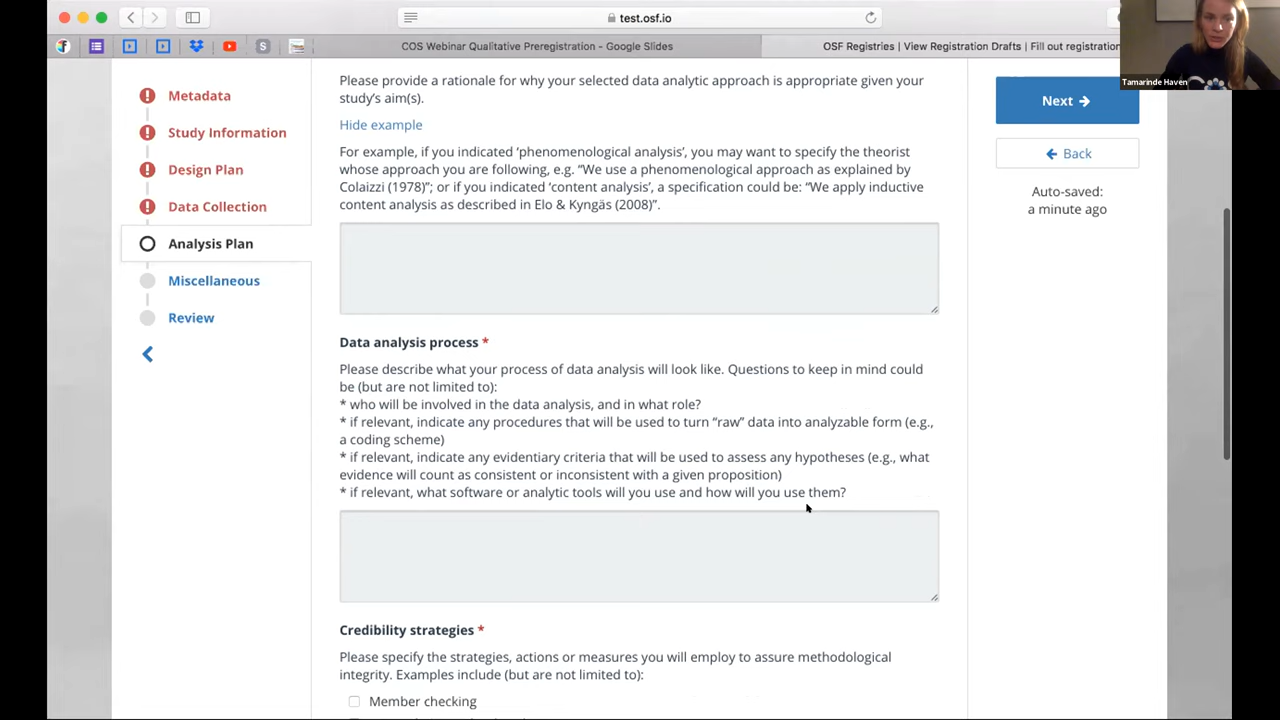 test.osf.io
COS Webinar Qualitative Preregistration - Google Slides
OSF Registries | View Registration Drafts | Fill out registration
Tamarinde Haven
Metadata
Study Information
Design Plan
Data Collection
Analysis Plan
Miscellaneous
Review
Please provide a rationale for why your selected data analytic approach is appropriate given your
study’s aim(s).
Hide example
For example, if you indicated ‘phenomenological analysis’, you may want to specify the theorist
whose approach you are following, e.g. “We use a phenomenological approach as explained by
Colaizzi (1978)”; or if you indicated ‘content analysis’, a specification could be: “We apply inductive
content analysis as described in Elo & Kyngäs (2008)”.
Data analysis process *
Please describe what your process of data analysis will look like. Questions to keep in mind could
be (but are not limited to):
* who will be involved in the data analysis, and in what role?
* if relevant, indicate any procedures that will be used to turn “raw” data into analyzable form (e.g.,
a coding scheme)
* if relevant, indicate any evidentiary criteria that will be used to assess any hypotheses (e.g., what
evidence will count as consistent or inconsistent with a given proposition)
* if relevant, what software or analytic tools will you use and how will you use them?
Credibility strategies *
Please specify the strategies, actions or measures you will employ to assure methodological
integrity. Examples include (but are not limited to):
Member checking
Next
Back
Auto-saved:
a minute ago